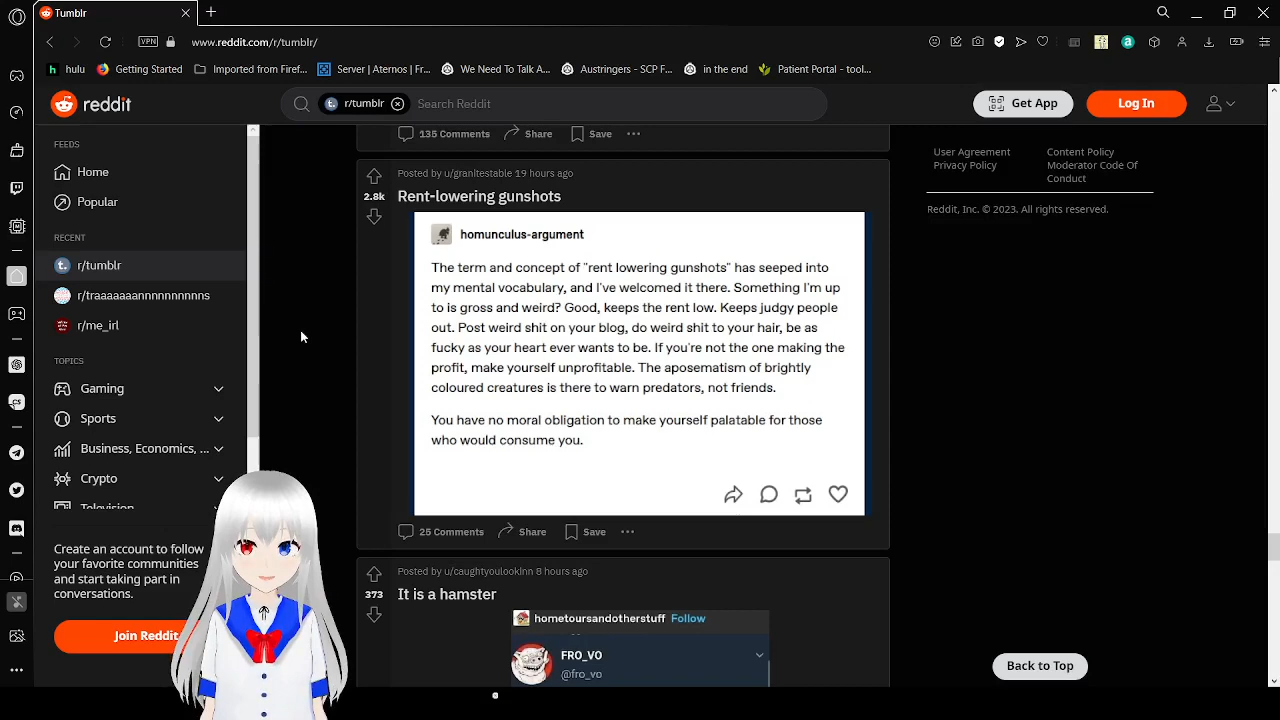 Tumblr
VPN
www.reddit.com/r/tumblr/
hulu
Getting Started
Imported from Firef...
Server | Aternos | Fr...
We Need To Talk A...
Austringers - SCP F...
in the end
Patient Portal - tool...
reddit
r/tumblr
Search Reddit
Get App
Log In
FEEDS
Home
Popular
RECENT
r/tumblr
r/traaaaaaannnnnnnnnns
r/me_irl
TOPICS
Gaming
Sports
Business, Economics, ...
Crypto
Television
Create an account to follow
your favorite communities
and start taking part in
conversations.
Join Reddit
135 Comments
Share
Save
Posted by u/granltestable 19 hours ago
2.8k
Rent-lowering gunshots
homunculus-argument
The term and concept of "rent lowering gunshots" has seeped into
my mental vocabulary, and I've welcomed it there. Something I'm up
to is gross and weird? Good, keeps the rent low. Keeps judgy people
out. Post weird shit on your blog, do weird shit to your hair, be as
fucky as your heart ever wants to be. If you're not the one making the
profit, make yourself unprofitable. The aposematism of brightly
coloured creatures is there to warn predators, not friends.
You have no moral obligation to make yourself palatable for those
who would consume you.
25 Comments
Share
Save
Posted by u/caughtyoulookinn 8 hours ago
373
It is a hamster
hometoursandotherstuff Follow
FRO_VO
@fro_vo
User Agreement
Privacy Policy
Content Policy
Moderator Code Of
Conduct
Reddit, Inc. © 2023. All rights reserved.
Back to Top